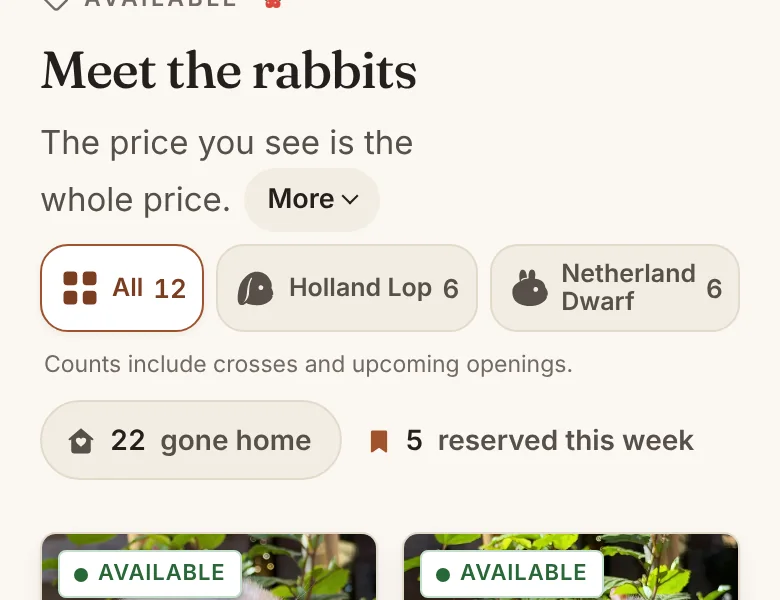 AVAILABLE
Meet the rabbits
The price you see is the
whole price. More
All 12
Holland Lop 6
Netherland
Dwarf 6
Counts include crosses and upcoming openings.
22 gone home
5 reserved this week
AVAILABLE
AVAILABLE